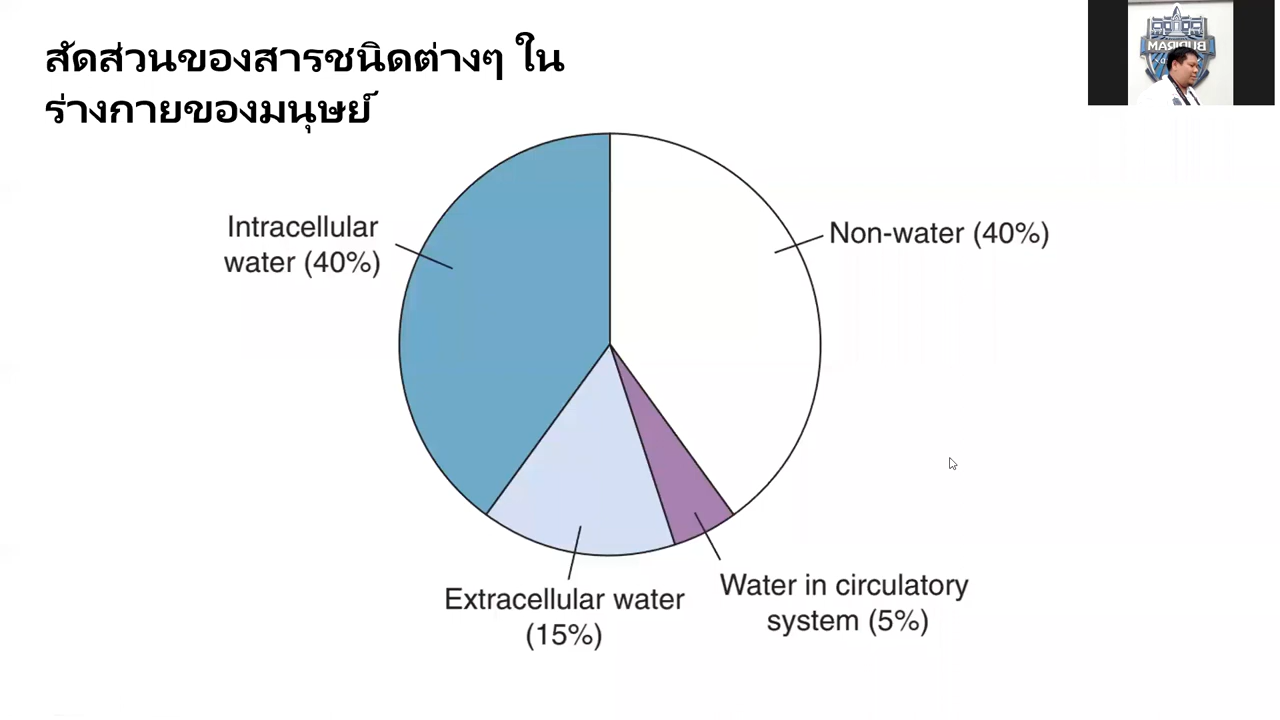 สัดส่วนของสารชนิดต่างๆ ใน
ร่างกายของมนุษย์
Intracellular
water (40%)
Non-water (40%)
Extracellular water
(15%)
Water in circulatory
system (5%)
BURIRAM